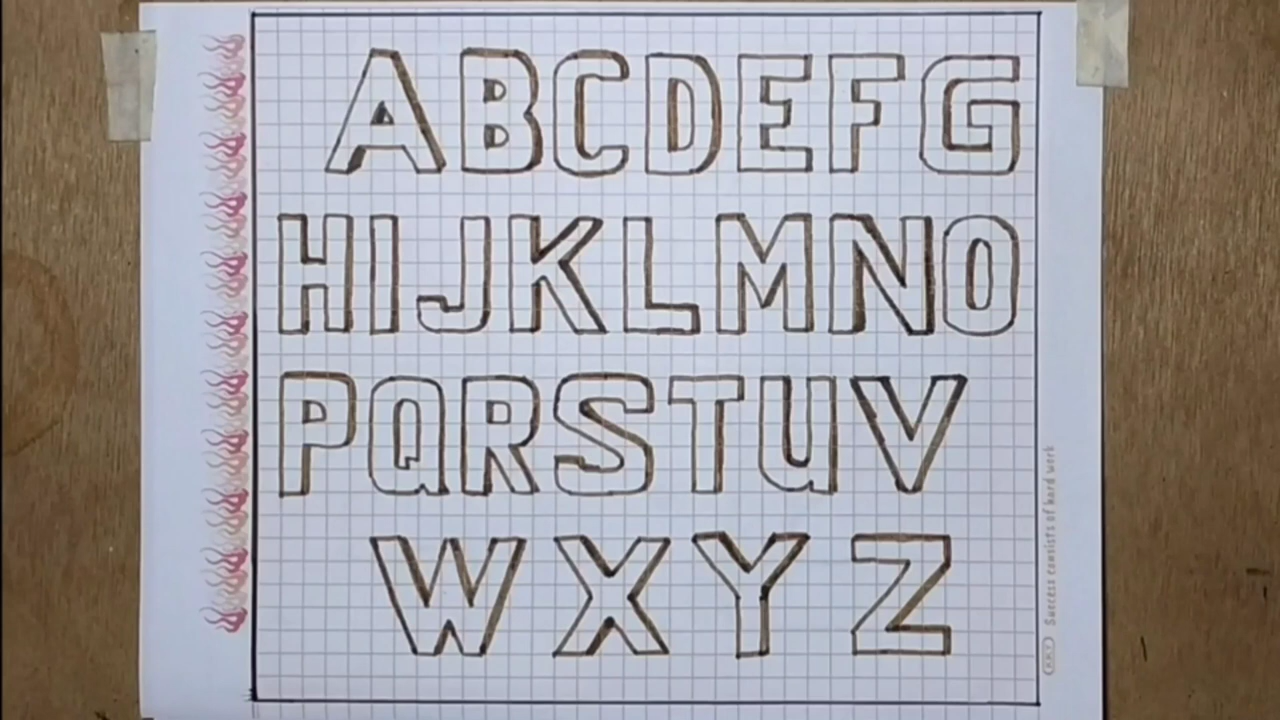 ABCDEFG
HIJKLMNO
PQRSTUV
WXYZ
Success consists of hard work